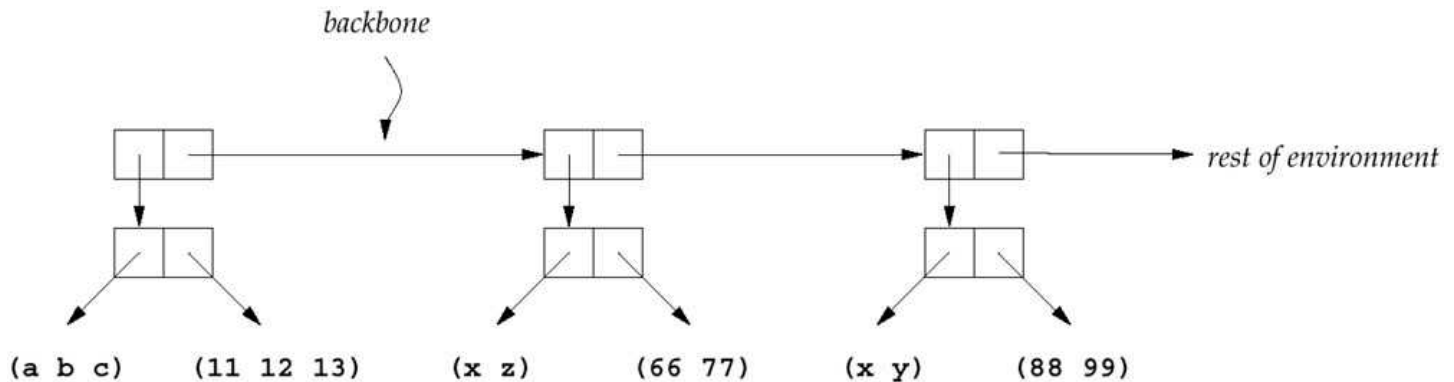 backbone
rest of environment
(a b c) (11 12 13) (x z) (66 77) (x y) (88 99)